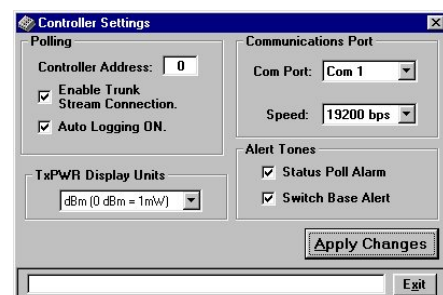 Controller Settings
Polling
Controller Address: 0
Enable Trunk
Stream Connection.
Auto Logging ON.
TxPWR Display Units
dBm (0 dBm = 1mW)
Communications Port
Com Port: Com 1
Speed: 19200 bps
Alert Tones
Status Poll Alarm
Switch Base Alert
Apply Changes
Exit